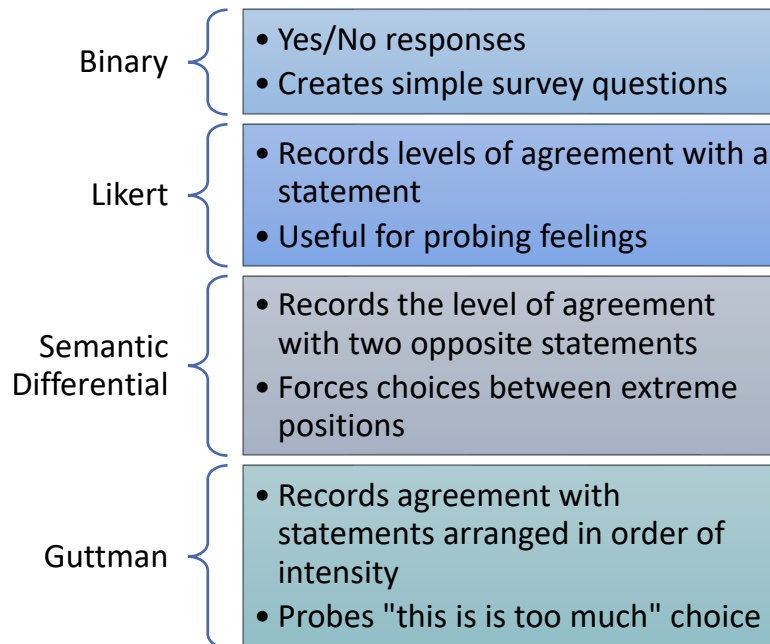 Binary
• Yes/No responses
• Creates simple survey questions
Likert
• Records levels of agreement with a
statement
• Useful for probing feelings
Semantic
Differential
• Records the level of agreement
with two opposite statements
• Forces choices between extreme
positions
Guttman
• Records agreement with
statements arranged in order of
intensity
• Probes "this is is too much" choice